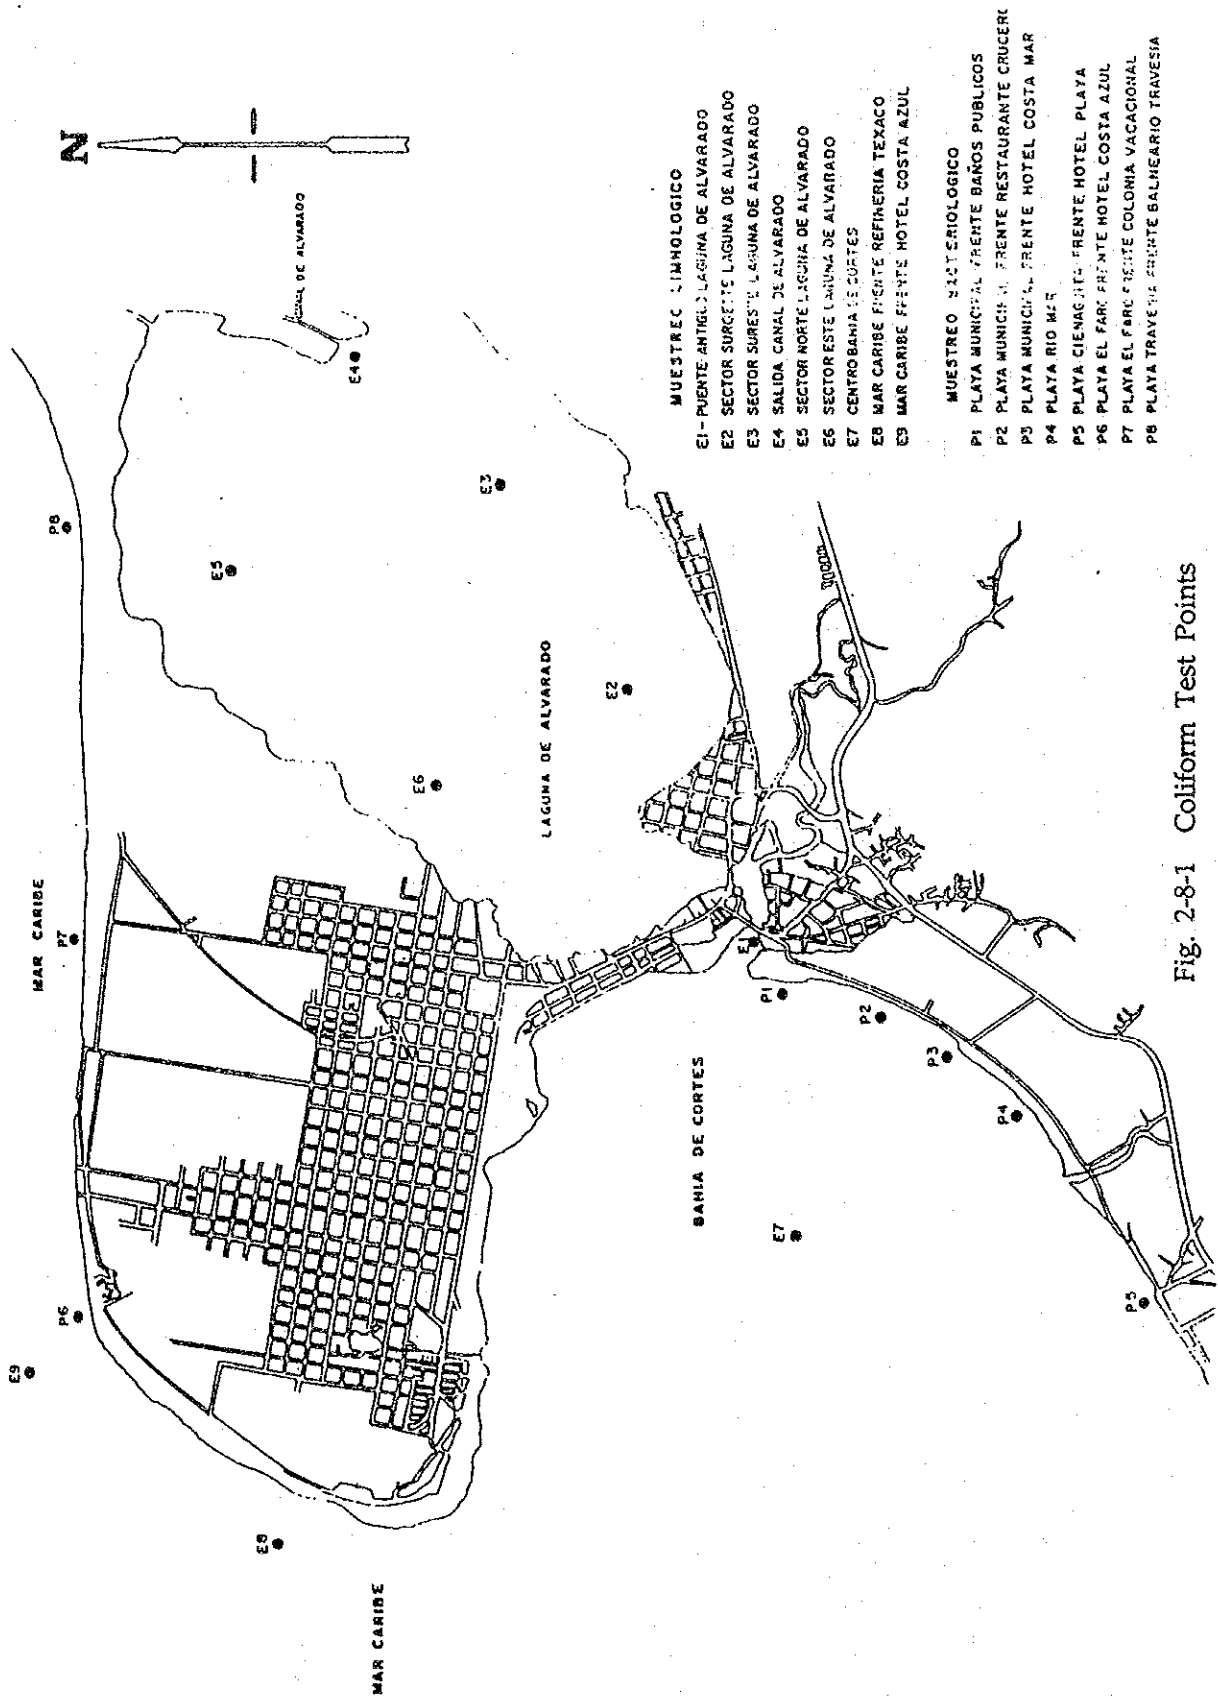 N
CANAL DE ALVARADO
MAR CARIBE
MAR CARIBE
LAGUNA DE ALVARADO
BAHIA DE CORTES
E9
P6
P7
P8
E8
E5
E4
E3
E6
E2
E1
P1
P2
P3
P4
P5
E7
MUESTREC LIMNOLOGICO
E1-PUENTE ANTIGUO LAGUNA DE ALVARADO
E2 SECTOR LAGUNA DE ALVARADO
E3 SECTOR SURESTE LAGUNA DE ALVARADO
E4 SALIDA CANAL DE ALVARADO
E5 SECTOR NORTE LAGUNA DE ALVARADO
E6 SECTOR ESTE LAGUNA DE ALVARADO
E7 CENTRO BAHIA DE CORTES
E8 MAR CARIBE FRENTE REFINERIA TEXACO
E9 MAR CARIBE FRENTE HOTEL COSTA AZUL
MUESTREO BACTERIOLOGICO
P1 PLAYA MUNICIPAL FRENTE BAÑOS PUBLICOS
P2 PLAYA MUNICIPAL FRENTE RESTAURANTE CRUCERO
P3 PLAYA MUNICIPAL FRENTE HOTEL COSTA MAR
P4 PLAYA RIO MAR
P5 PLAYA CIENAGUITA FRENTE HOTEL PLAYA
P6 PLAYA EL FARO FRENTE HOTEL COSTA AZUL
P7 PLAYA EL FARO FRENTE COLONIA VACACIONAL
P8 PLAYA TRAVESIA FRENTE BALNEARIO TRAVESIA
Fig. 2-8-1 Coliform Test Points